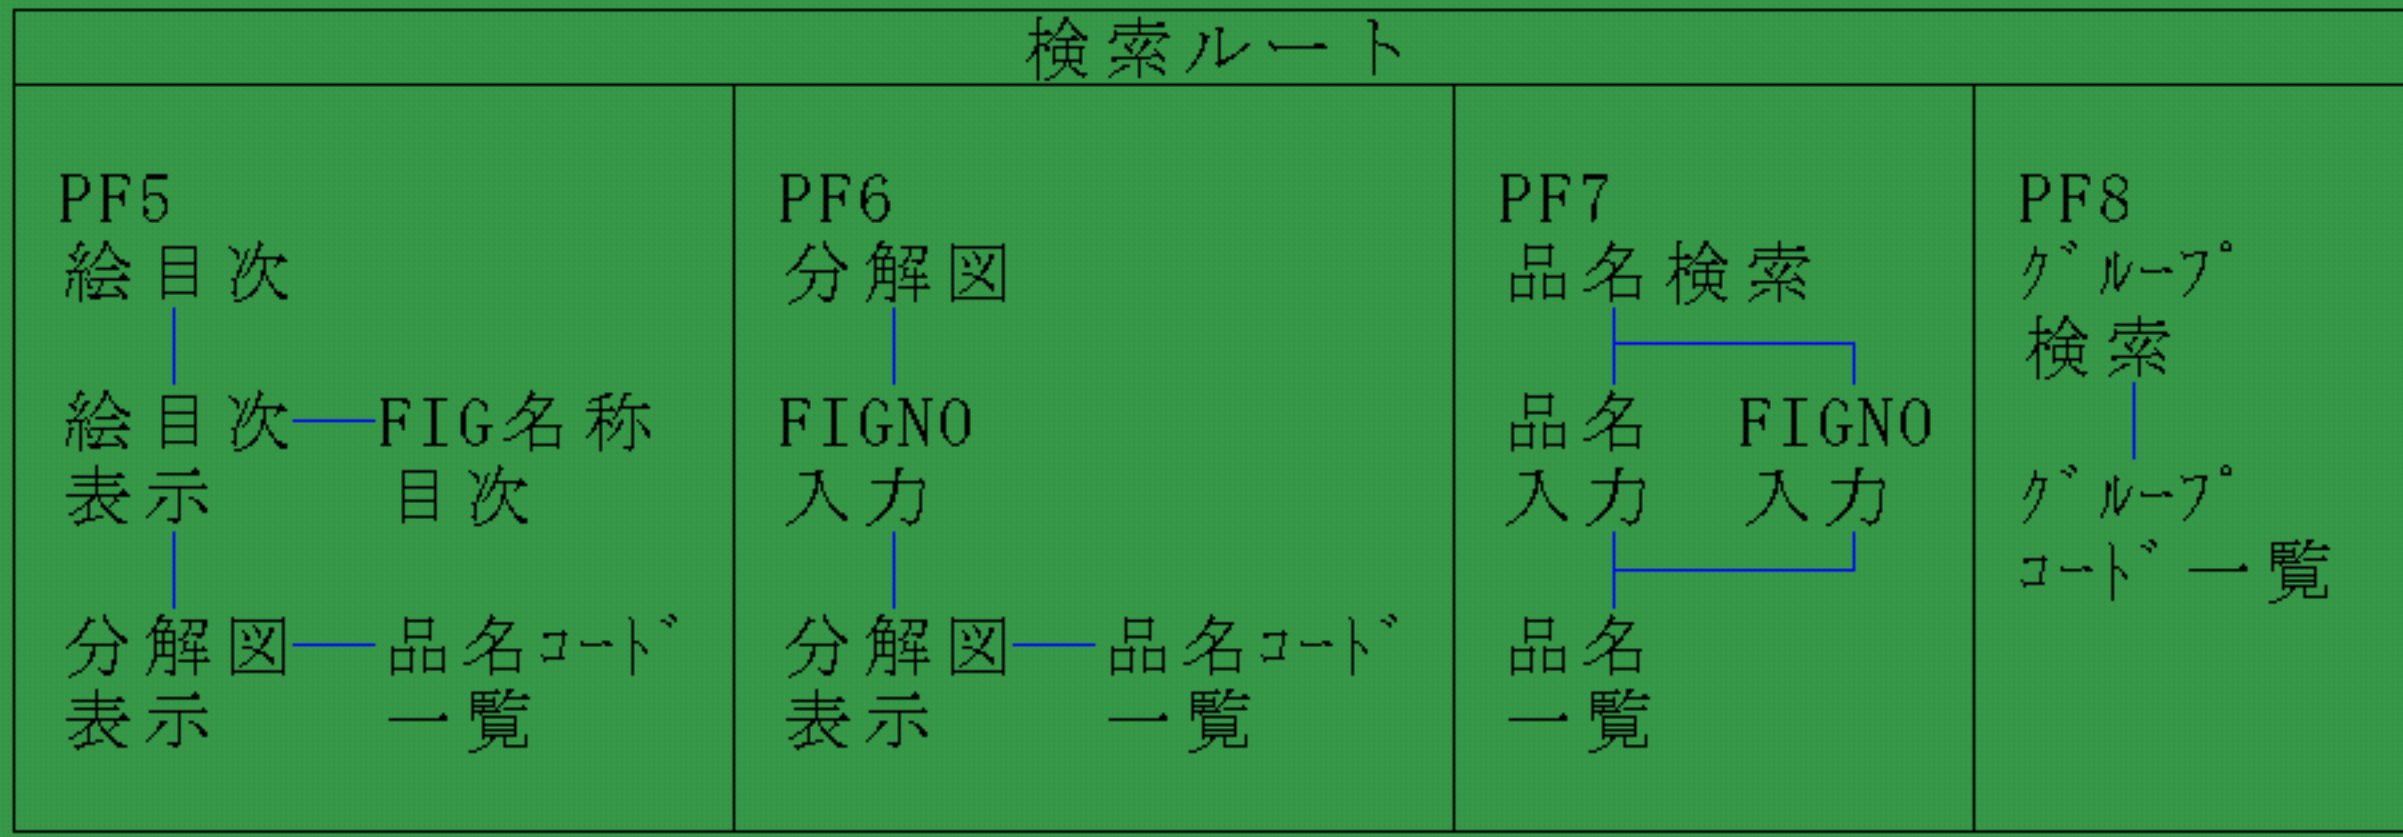 検索ルート
PF5
絵目次
絵目次 FIG名称
表示 目次
分解図 品名ｺｰﾄﾞ
表示 一覧
PF6
分解図
FIGNO
入力
分解図 品名ｺｰﾄﾞ
表示 一覧
PF7
品名検索
品名 FIGNO
入力 入力
品名
一覧
PF8
ｸﾞﾙｰﾌﾟ
検索
ｸﾞﾙｰﾌﾟ
ｺｰﾄﾞ一覧